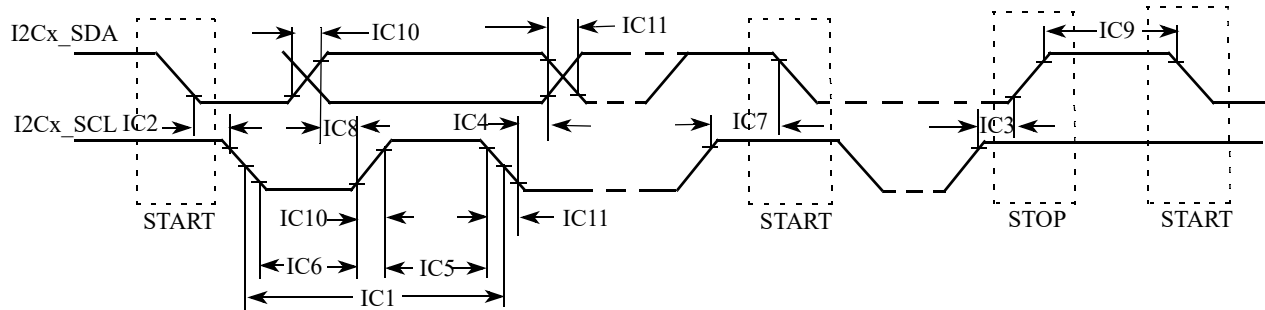 I2Cx_SDA
IC10
IC11
IC9
I2Cx_SCL
IC2
IC8
IC4
IC7
IC3
START
IC10
IC11
START
STOP
START
IC6
IC5
IC1